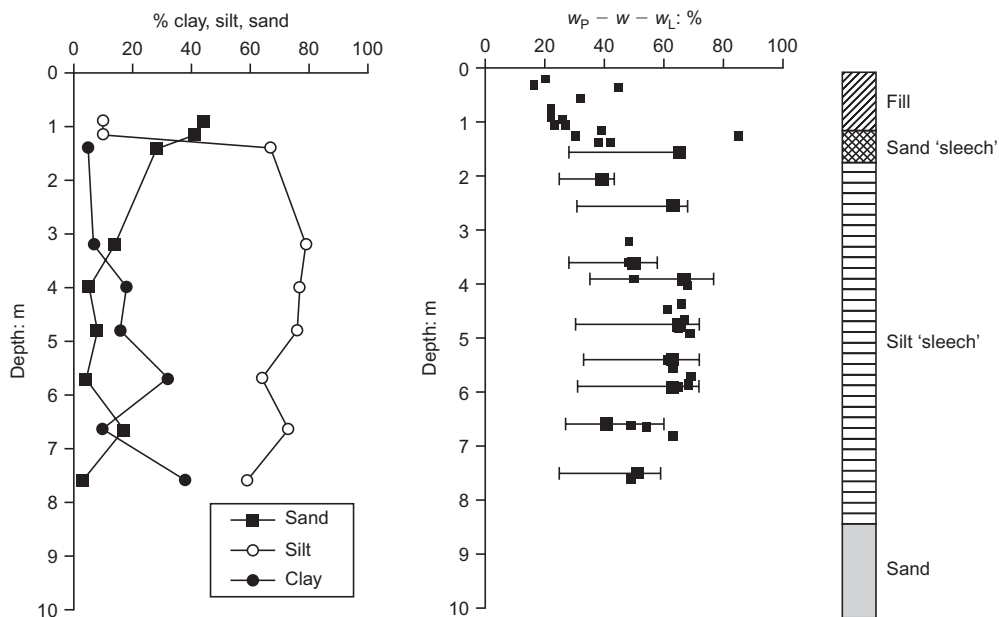 % clay, silt, sand
0 20 40 60 80 100
0
1
2
3
4
5
6
7
8
9
10
Depth: m
Sand
Silt
Clay
wP – w – wL: %
0 20 40 60 80 100
0
1
2
3
4
5
6
7
8
9
10
Depth: m
Fill
Sand ‘sleech’
Silt ‘sleech’
Sand